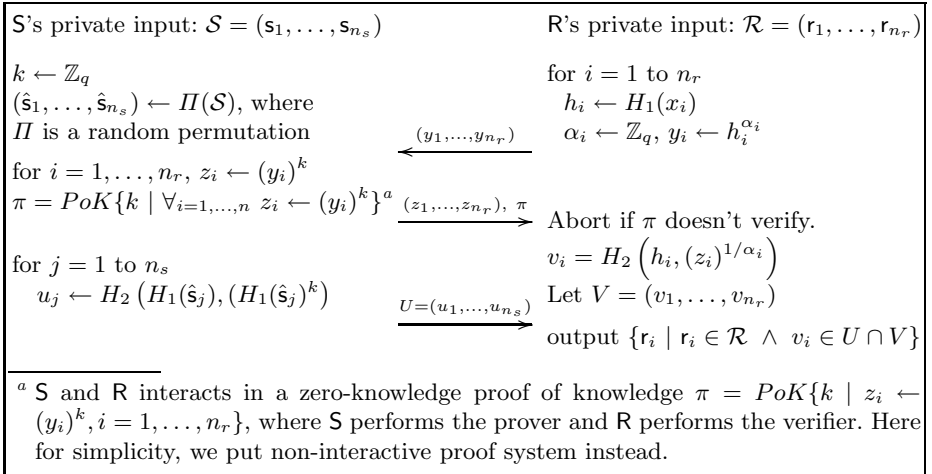 S's private input: 𝒮 = (s₁, . . . , sₙₛ)
R's private input: ℛ = (r₁, . . . , rₙᵣ)
k ← ℤ_q
(ŝ₁, . . . , ŝ_{n_s}) ← Π(𝒮), where
Π is a random permutation
for i = 1 to n_r
h_i ← H₁(x_i)
α_i ← ℤ_q, y_i ← h_i^{α_i}
(y₁,...,y_{n_r})
for i = 1, . . . , n_r, z_i ← (y_i)^k
π = PoK{k | ∀_{i=1,...,n} z_i ← (y_i)^k}^a
(z₁,...,z_{n_r}), π
Abort if π doesn't verify.
v_i = H₂ (h_i, (z_i)^{1/α_i})
Let V = (v₁, . . . , v_{n_r})
for j = 1 to n_s
u_j ← H₂ (H₁(ŝ_j), (H₁(ŝ_j)^k)
U=(u₁,...,u_{n_s})
output {r_i | r_i ∈ ℛ ∧ v_i ∈ U ∩ V}
^a S and R interacts in a zero-knowledge proof of knowledge π = PoK{k | z_i ←
(y_i)^k, i = 1, . . . , n_r}, where S performs the prover and R performs the verifier. Here
for simplicity, we put non-interactive proof system instead.